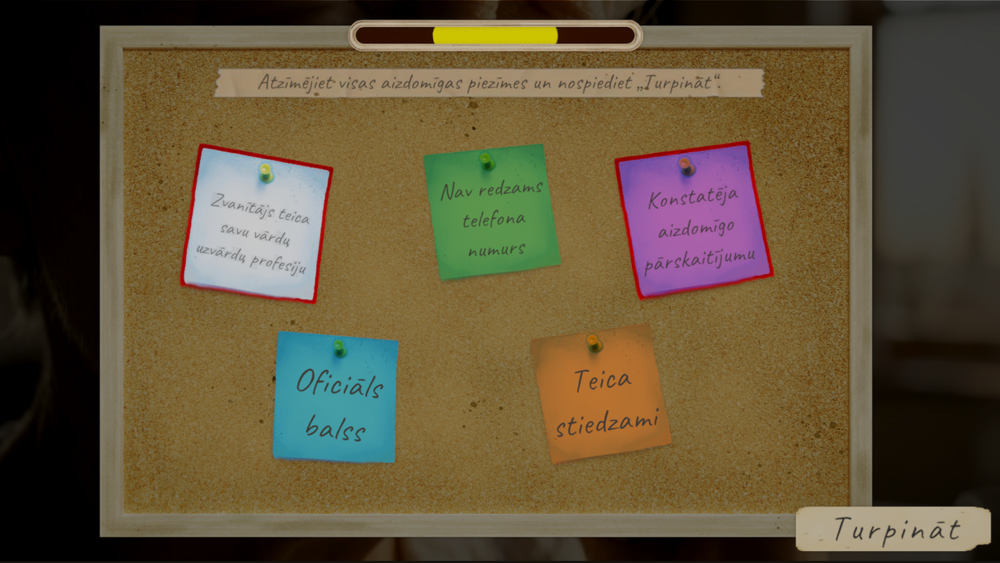 Atzīmējiet visas aizdomīgas piezīmes un nospiediet „Turpināt“.
Zvanītājs teica
savu vārdu,
uzvārdu, profesiju
Nav redzams
telefona
numurs
Konstatēja
aizdomīgo
pārskaitījumu
Oficiāls
balss
Teica
stiedzami
Turpināt